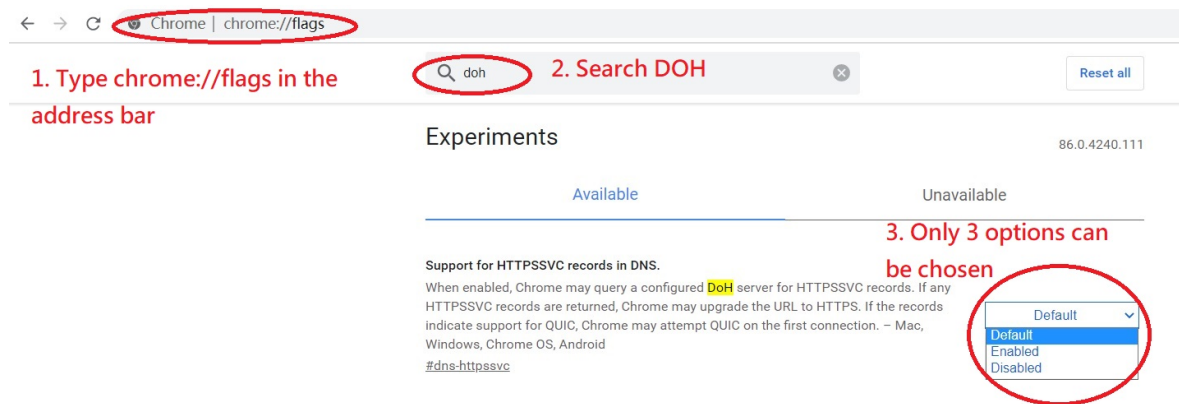 Chrome | chrome://flags
1. Type chrome://flags in the
address bar
doh
2. Search DOH
Reset all
Experiments
86.0.4240.111
Available
Unavailable
3. Only 3 options can
be chosen
Support for HTTPSSVC records in DNS.
When enabled, Chrome may query a configured DoH server for HTTPSSVC records. If any
HTTPSSVC records are returned, Chrome may upgrade the URL to HTTPS. If the records
indicate support for QUIC, Chrome may attempt QUIC on the first connection. – Mac,
Windows, Chrome OS, Android
#dns-httpssvc
Default
Default
Enabled
Disabled